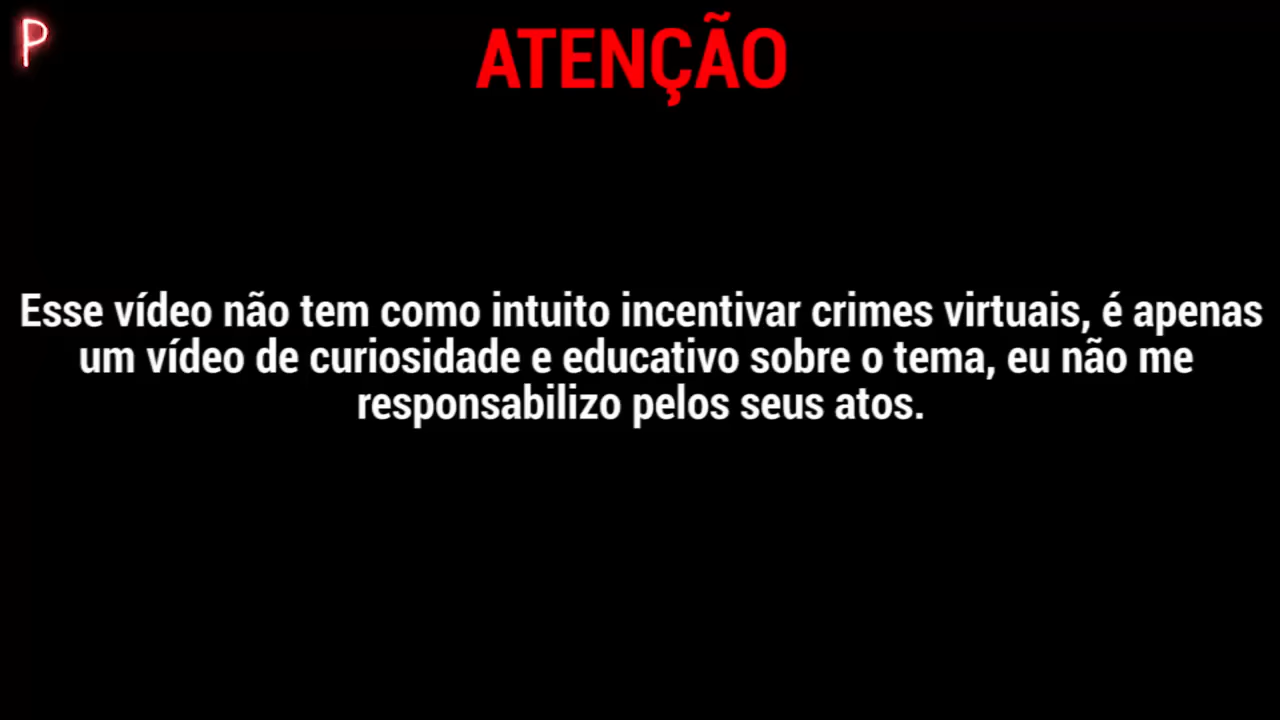 P
ATENÇÃO
Esse vídeo não tem como intuito incentivar crimes virtuais, é apenas
um vídeo de curiosidade e educativo sobre o tema, eu não me
responsabilizo pelos seus atos.